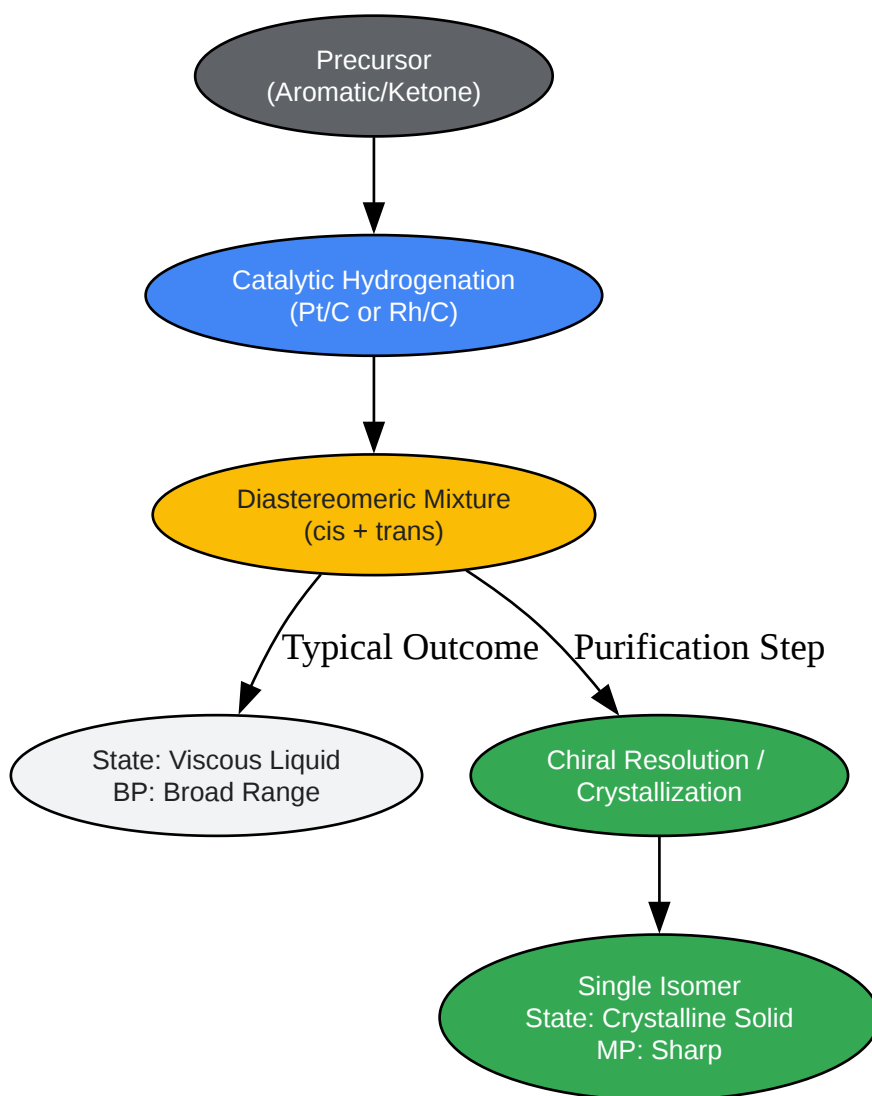 Precursor
(Aromatic/Ketone)
Catalytic Hydrogenation
(Pt/C or Rh/C)
Diastereomeric Mixture
(cis + trans)
Typical Outcome
Purification Step
State: Viscous Liquid
BP: Broad Range
Chiral Resolution /
Crystallization
Single Isomer
State: Crystalline Solid
MP: Sharp